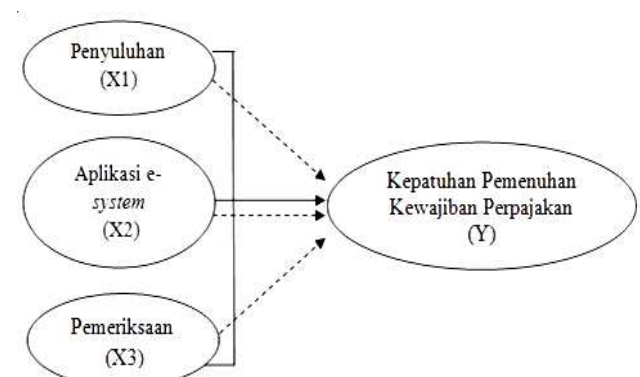 Penyuluhan
(X1)
Aplikasi e-
system
(X2)
Pemeriksaan
(X3)
Kepatuhan Pemenuhan
Kewajiban Perpajakan
(Y)